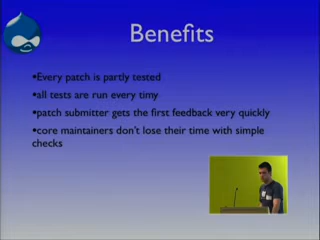 Benefits
•Every patch is partly tested
•all tests are run every timy
•patch submitter gets the first feedback very quickly
•core maintainers don't lose their time with simple
checks